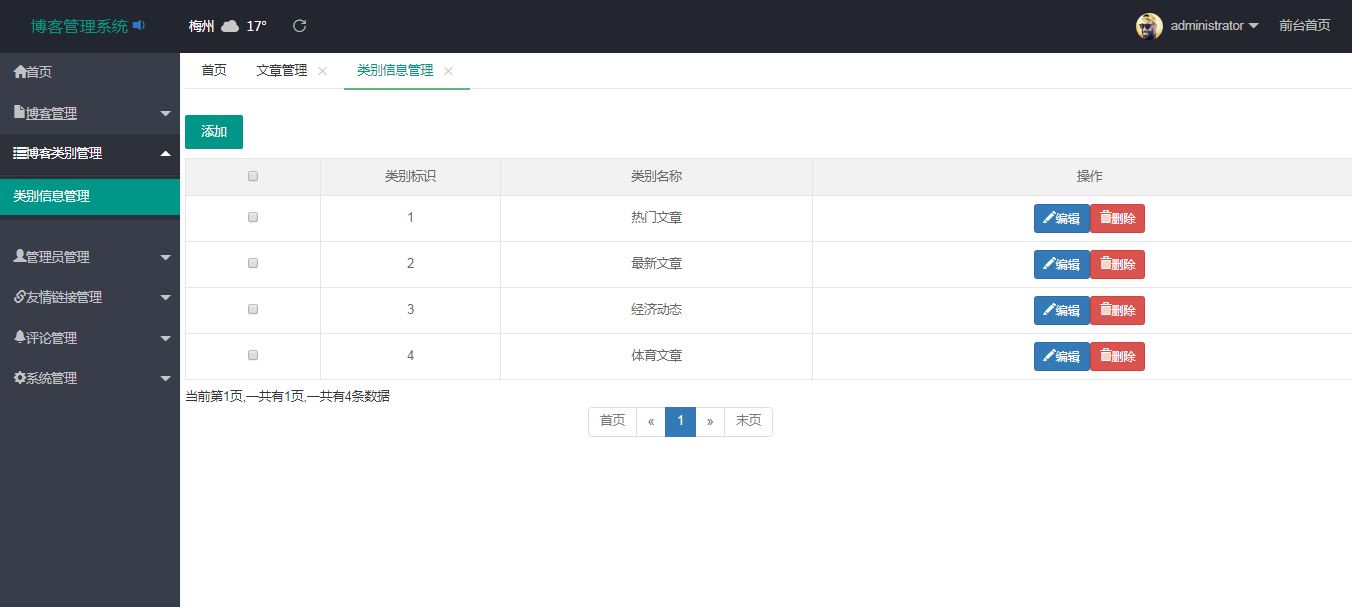 博客管理系统 梅州 17° administrator 前台首页
首页
博客管理
博客类别管理
类别信息管理
管理员管理
友情链接管理
评论管理
系统管理
首页 文章管理 × 类别信息管理 ×
添加
类别标识 类别名称 操作
1 热门文章 编辑 删除
2 最新文章 编辑 删除
3 经济动态 编辑 删除
4 体育文章 编辑 删除
当前第1页,一共有1页,一共有4条数据
首页 « 1 » 末页